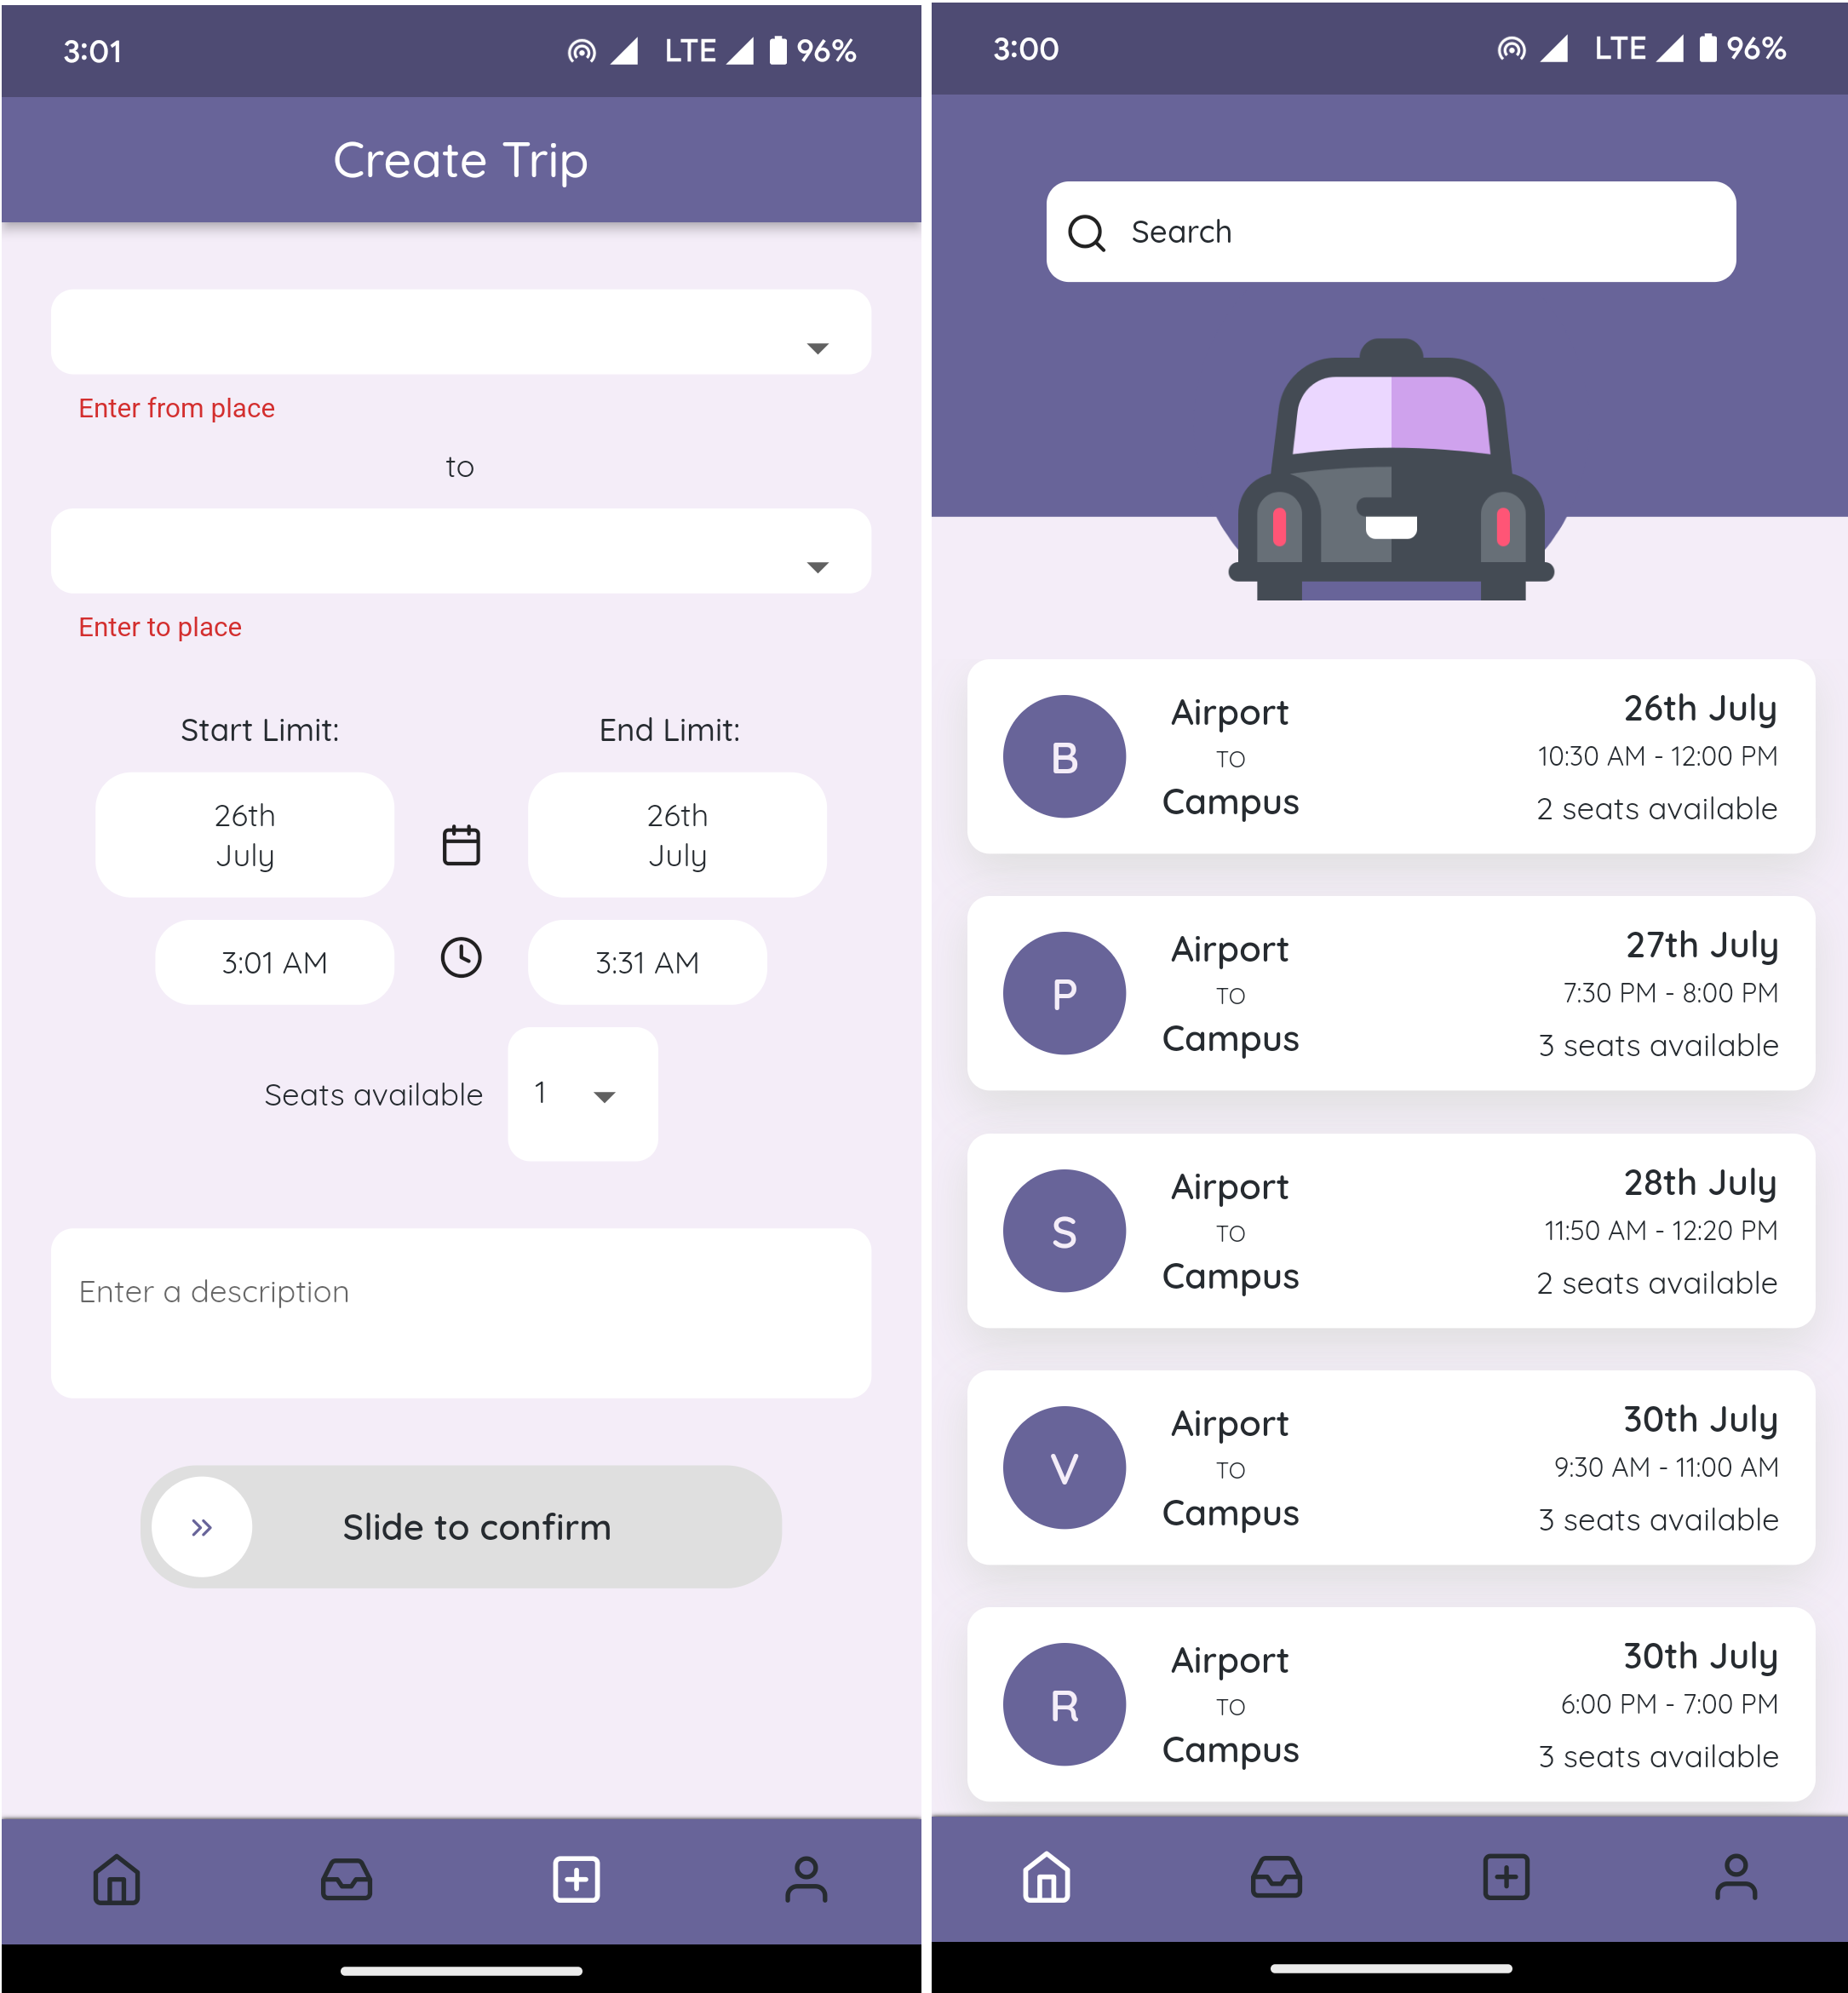 3:01 LTE 96%
Create Trip
Enter from place
to
Enter to place
Start Limit: End Limit:
26th
July
26th
July
3:01 AM 3:31 AM
Seats available 1
Enter a description
Slide to confirm
3:00 LTE 96%
Search
B
Airport
TO
Campus
26th July
10:30 AM - 12:00 PM
2 seats available
P
Airport
TO
Campus
27th July
7:30 PM - 8:00 PM
3 seats available
S
Airport
TO
Campus
28th July
11:50 AM - 12:20 PM
2 seats available
V
Airport
TO
Campus
30th July
9:30 AM - 11:00 AM
3 seats available
R
Airport
TO
Campus
30th July
6:00 PM - 7:00 PM
3 seats available